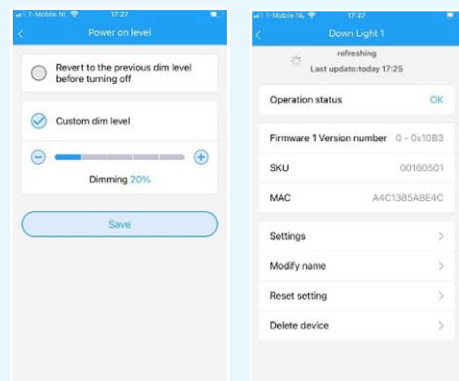 T-Mobile NL 17:27
Power on level
Revert to the previous dim level
before turning off
Custom dim level
Dimming 20%
Save
T-Mobile NL 17:27
Down Light 1
refreshing
Last update:today 17:25
Operation status OK
Firmware 1 Version number 0 - 0x10B3
SKU 00160501
MAC A4C1385ABE4C
Settings
Modify name
Reset setting
Delete device